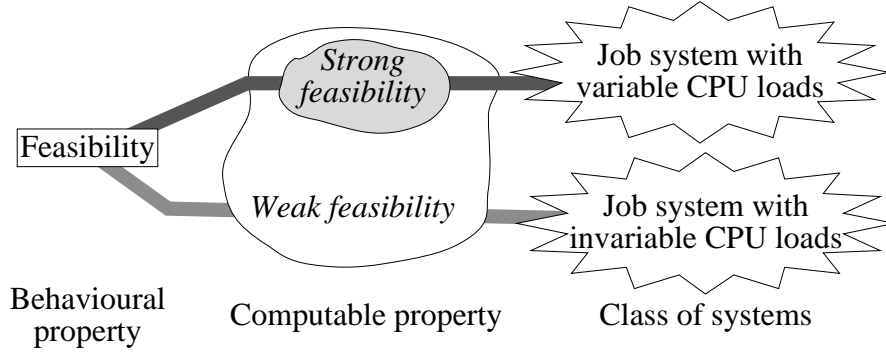 Strong
feasibility
Job system with
variable CPU loads
Feasibility
Weak feasibility
Job system with
invariable CPU loads
Behavioural
property
Computable property
Class of systems